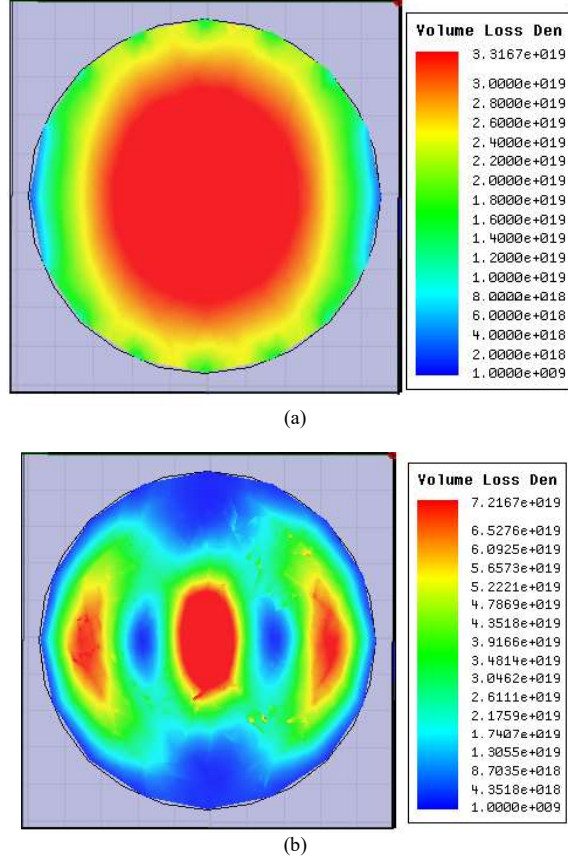 Volume Loss Den
3.3167e+019
3.0000e+019
2.8000e+019
2.6000e+019
2.4000e+019
2.2000e+019
2.0000e+019
1.8000e+019
1.6000e+019
1.4000e+019
1.2000e+019
1.0000e+019
8.0000e+018
6.0000e+018
4.0000e+018
2.0000e+018
1.0000e+009
(a)
Volume Loss Den
7.2167e+019
6.5276e+019
6.0925e+019
5.6573e+019
5.2221e+019
4.7869e+019
4.3518e+019
3.9166e+019
3.4814e+019
3.0462e+019
2.6111e+019
2.1759e+019
1.7407e+019
1.3055e+019
8.7035e+018
4.3518e+018
1.0000e+009
(b)